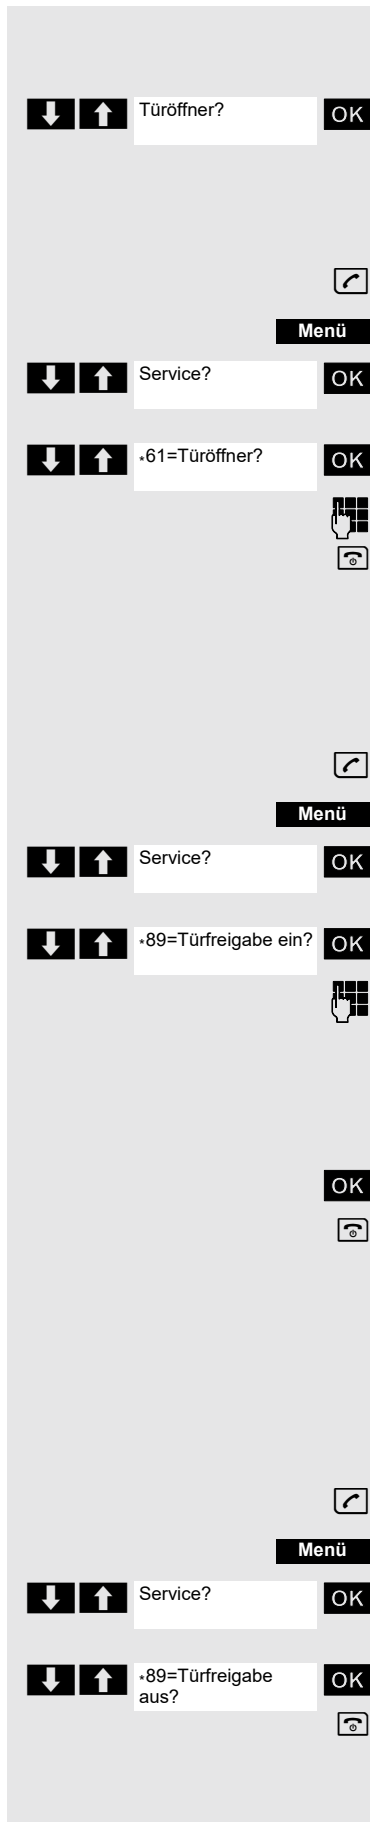 Türöffner? OK
Menü
Service? OK
*61=Türöffner? OK
Menü
Service? OK
*89=Türfreigabe ein? OK
OK
Menü
Service? OK
*89=Türfreigabe OK
aus?